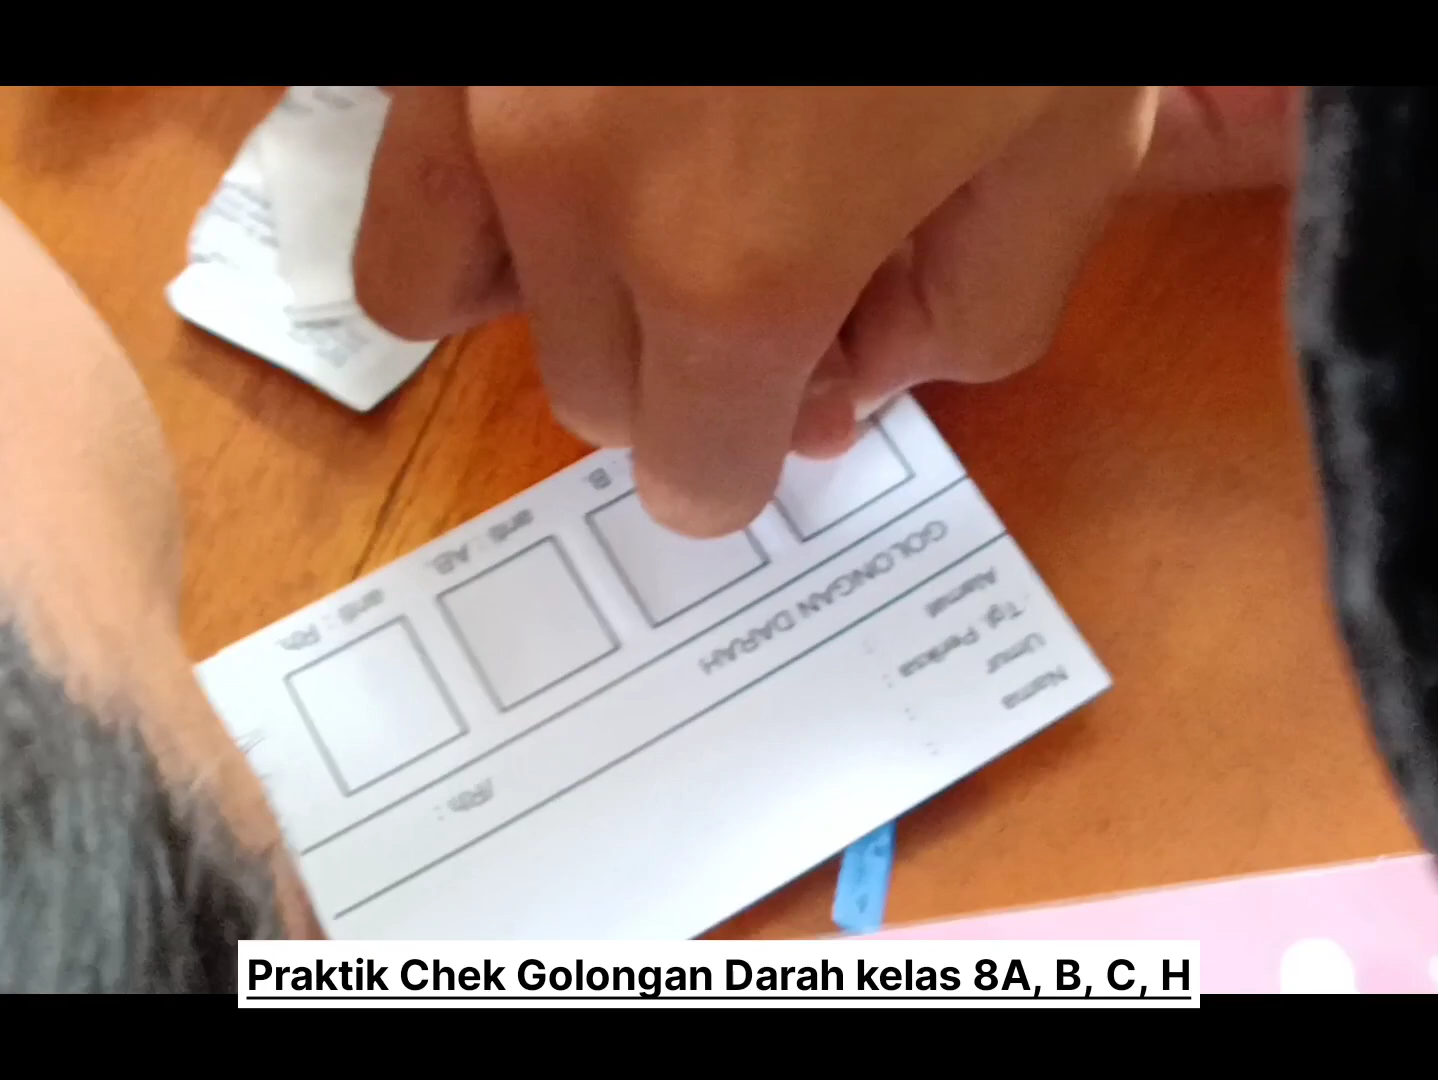 Nama :
Umur :
Tgl. Periksa :
Alamat :
GOLONGAN DARAH /Rh :
B.
anti : AB.
anti : Rh.
Praktik Chek Golongan Darah kelas 8A, B, C, H